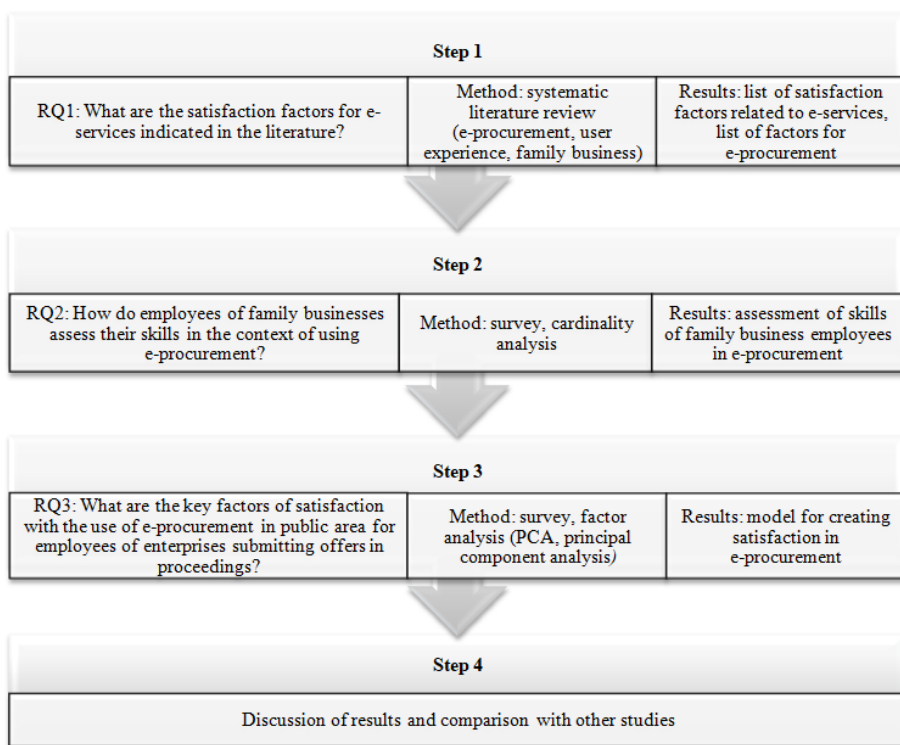 Step 1
RQ1: What are the satisfaction factors for e-
services indicated in the literature?
Method: systematic
literature review
(e-procurement, user
experience, family business)
Results: list of satisfaction
factors related to e-services,
list of factors for
e-procurement
Step 2
RQ2: How do employees of family businesses
assess their skills in the context of using
e-procurement?
Method: survey, cardinality
analysis
Results: assessment of skills
of family business employees
in e-procurement
Step 3
RQ3: What are the key factors of satisfaction
with the use of e-procurement in public area for
employees of enterprises submitting offers in
proceedings?
Method: survey, factor
analysis (PCA, principal
component analysis)
Results: model for creating
satisfaction in
e-procurement
Step 4
Discussion of results and comparison with other studies